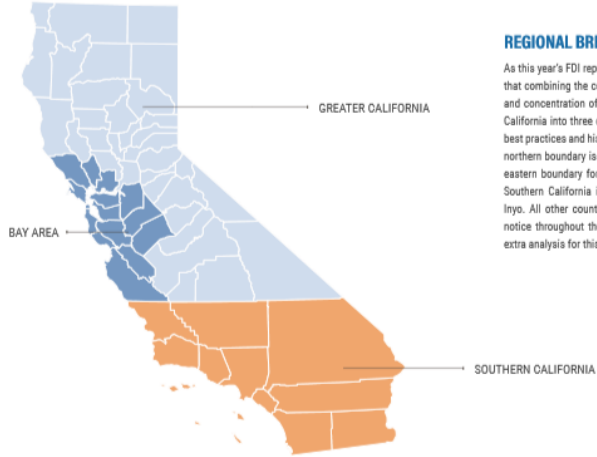 REGIONAL BRI
As this year's FDI rep
that combining the c
and concentration of
California into three
best practices and hi
northern boundary is
eastern boundary for
Southern California i
Inyo. All other count
notice throughout th
extra analysis for this
GREATER CALIFORNIA
BAY AREA
SOUTHERN CALIFORNIA